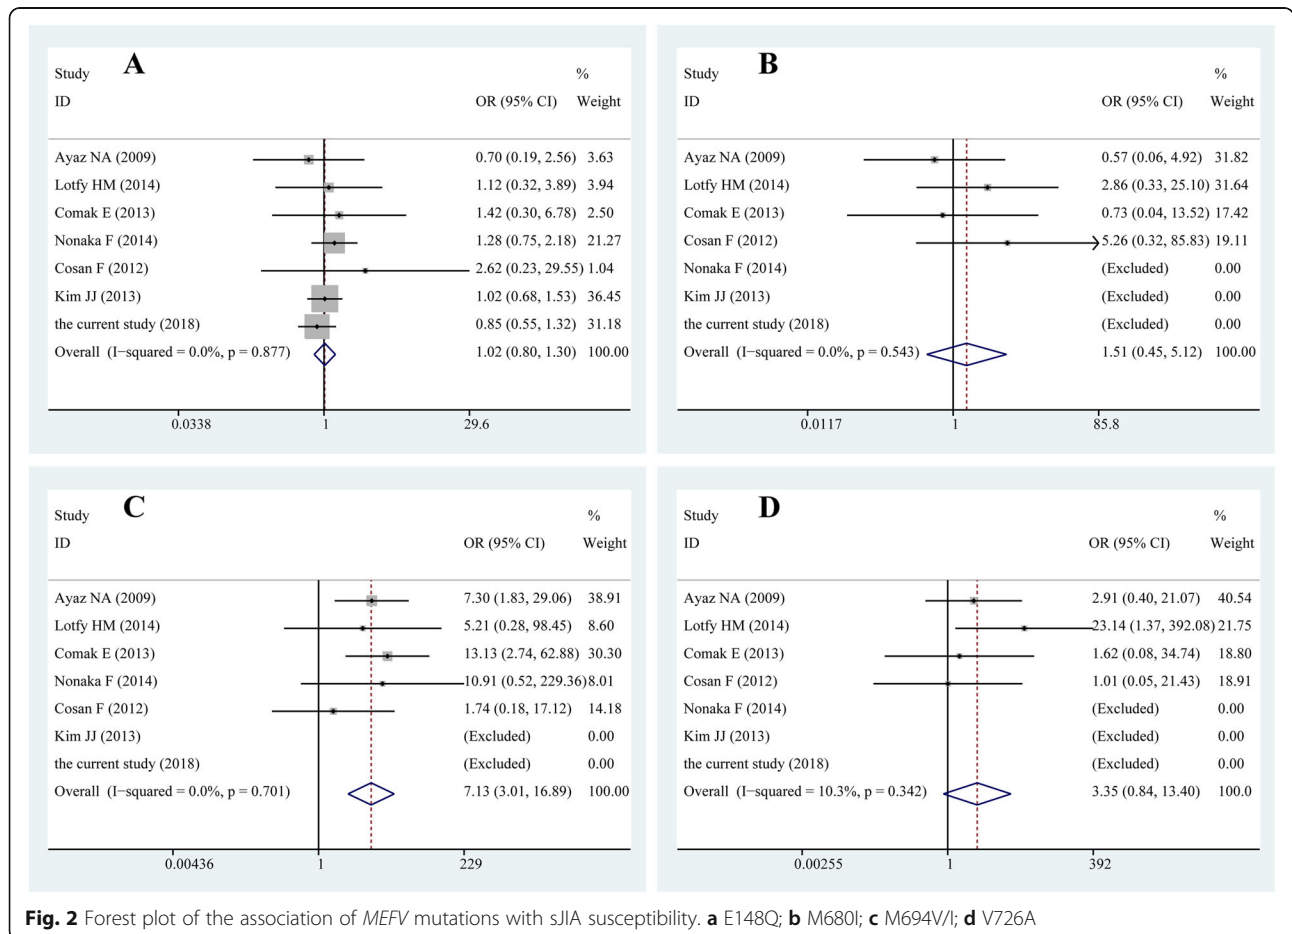 A
Study %
ID OR (95% CI) Weight
Ayaz NA (2009) 0.70 (0.19, 2.56) 3.63
Lotfy HM (2014) 1.12 (0.32, 3.89) 3.94
Comak E (2013) 1.42 (0.30, 6.78) 2.50
Nonaka F (2014) 1.28 (0.75, 2.18) 21.27
Cosan F (2012) 2.62 (0.23, 29.55) 1.04
Kim JJ (2013) 1.02 (0.68, 1.53) 36.45
the current study (2018) 0.85 (0.55, 1.32) 31.18
Overall (I−squared = 0.0%, p = 0.877) 1.02 (0.80, 1.30) 100.00
0.0338 1 29.6
B
Study %
ID OR (95% CI) Weight
Ayaz NA (2009) 0.57 (0.06, 4.92) 31.82
Lotfy HM (2014) 2.86 (0.33, 25.10) 31.64
Comak E (2013) 0.73 (0.04, 13.52) 17.42
Cosan F (2012) 5.26 (0.32, 85.83) 19.11
Nonaka F (2014) (Excluded) 0.00
Kim JJ (2013) (Excluded) 0.00
the current study (2018) (Excluded) 0.00
Overall (I−squared = 0.0%, p = 0.543) 1.51 (0.45, 5.12) 100.00
0.0117 1 85.8
C
Study %
ID OR (95% CI) Weight
Ayaz NA (2009) 7.30 (1.83, 29.06) 38.91
Lotfy HM (2014) 5.21 (0.28, 98.45) 8.60
Comak E (2013) 13.13 (2.74, 62.88) 30.30
Nonaka F (2014) 10.91 (0.52, 229.36) 8.01
Cosan F (2012) 1.74 (0.18, 17.12) 14.18
Kim JJ (2013) (Excluded) 0.00
the current study (2018) (Excluded) 0.00
Overall (I−squared = 0.0%, p = 0.701) 7.13 (3.01, 16.89) 100.00
0.00436 1 229
D
Study %
ID OR (95% CI) Weight
Ayaz NA (2009) 2.91 (0.40, 21.07) 40.54
Lotfy HM (2014) 23.14 (1.37, 392.08) 21.75
Comak E (2013) 1.62 (0.08, 34.74) 18.80
Cosan F (2012) 1.01 (0.05, 21.43) 18.91
Nonaka F (2014) (Excluded) 0.00
Kim JJ (2013) (Excluded) 0.00
the current study (2018) (Excluded) 0.00
Overall (I−squared = 10.3%, p = 0.342) 3.35 (0.84, 13.40) 100.0
0.00255 1 392
Fig. 2 Forest plot of the association of MEFV mutations with sJIA susceptibility. a E148Q; b M680I; c M694V/I; d V726A